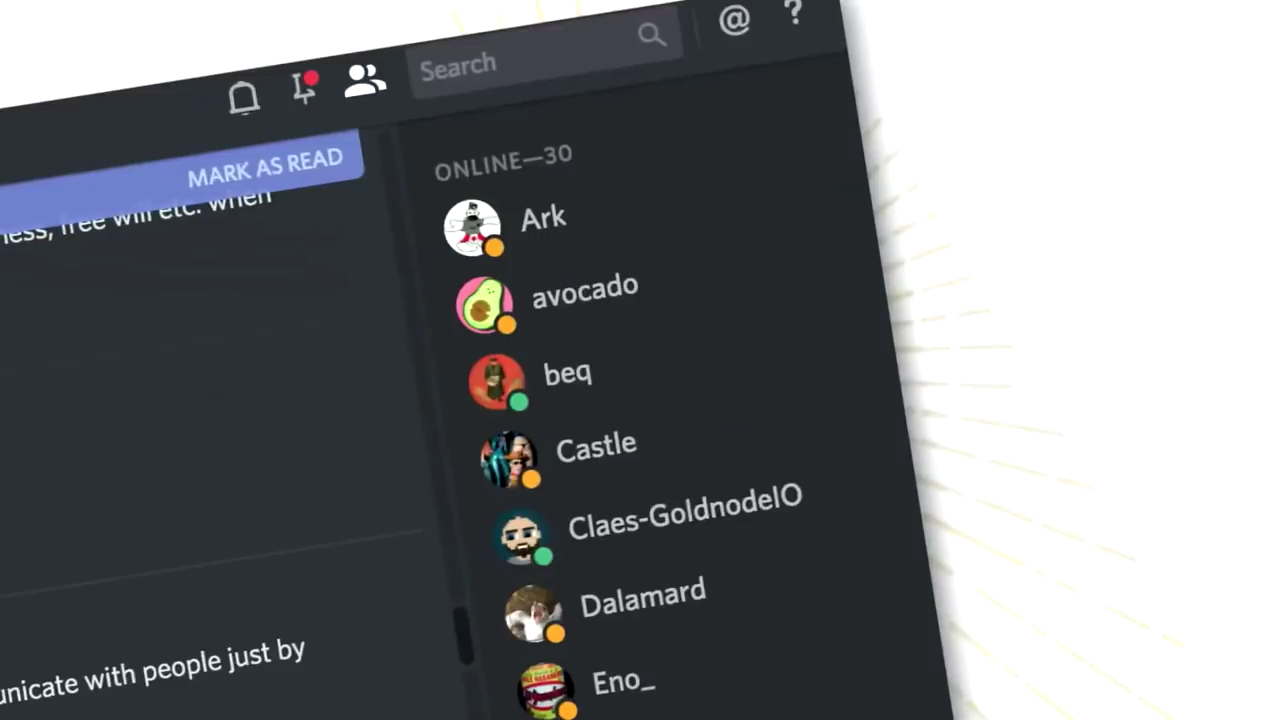 Search
@ ?
MARK AS READ
less, free will etc. when
ONLINE—30
Ark
avocado
beq
Castle
Claes-GoldnodeIO
Dalamard
unicate with people just by
Eno_